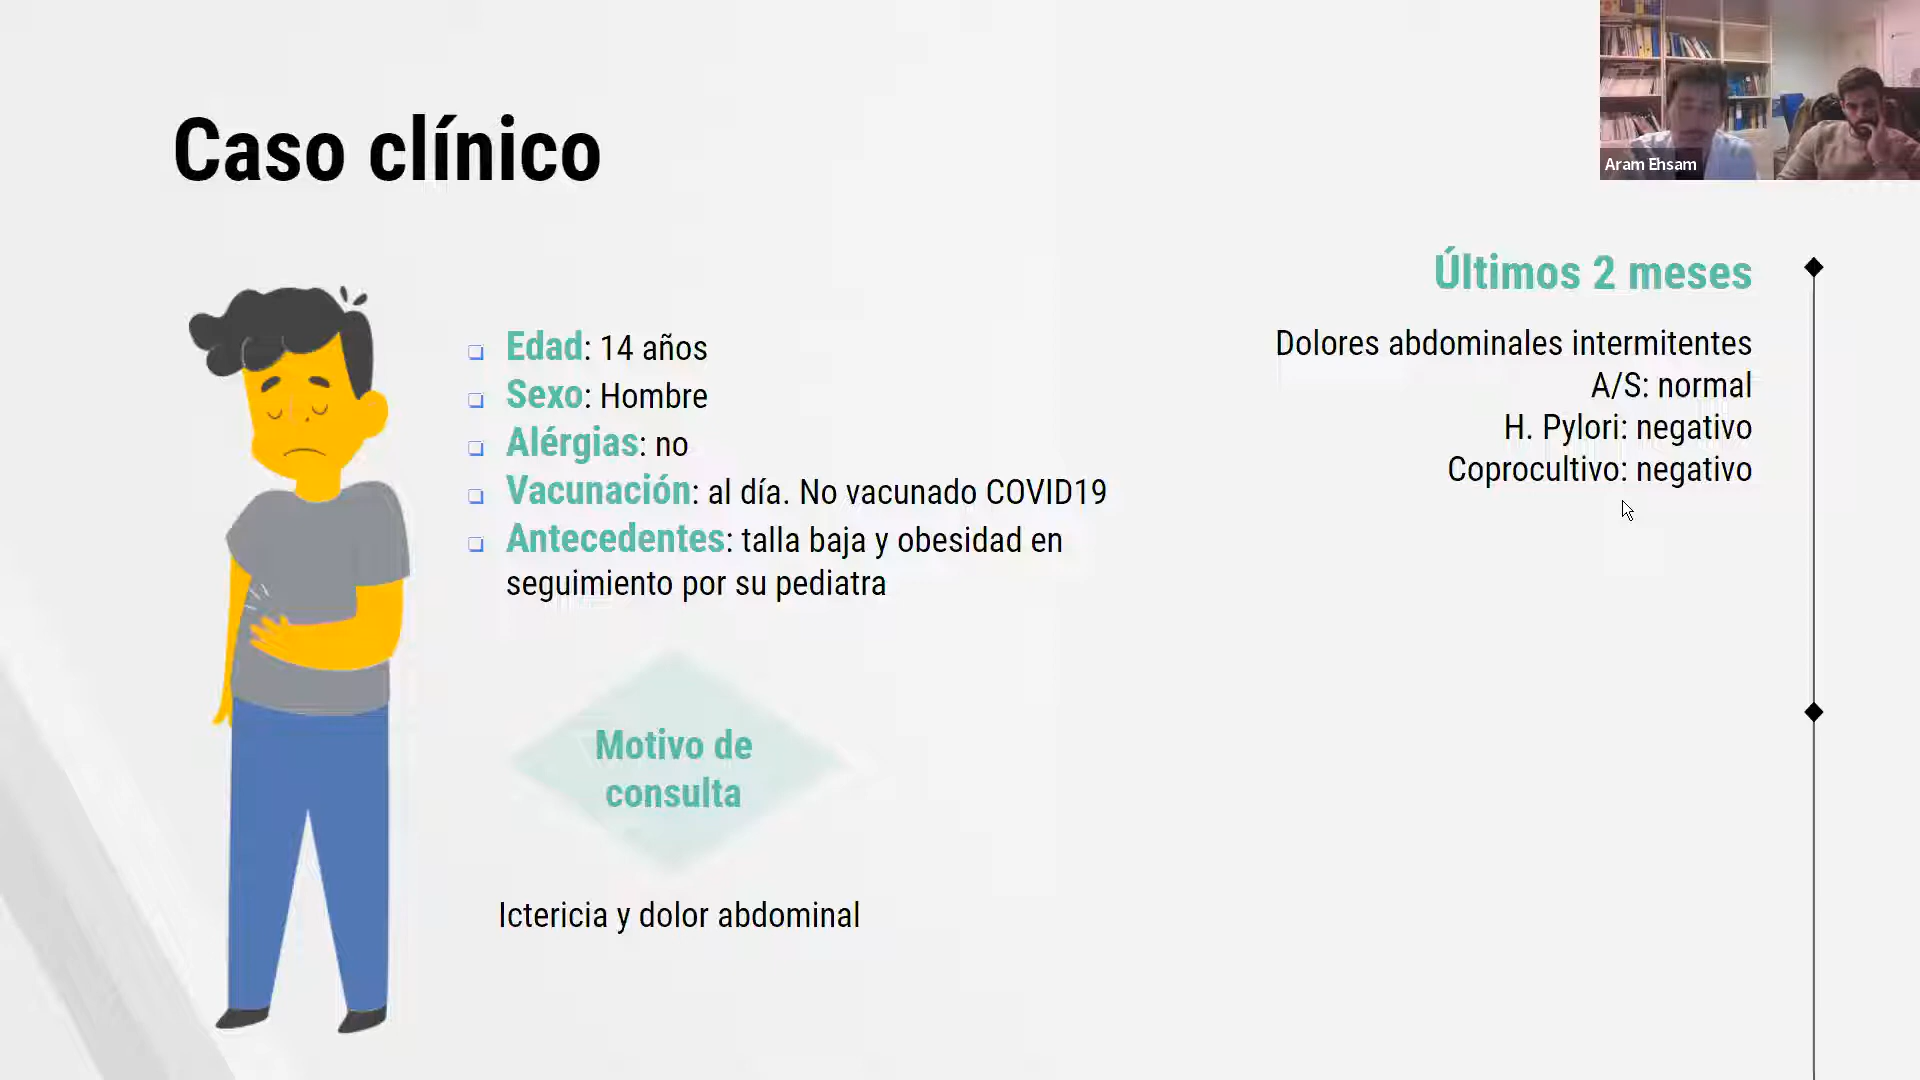 Caso clínico
Aram Ehsam
Edad: 14 años
Sexo: Hombre
Alérgias: no
Vacunación: al día. No vacunado COVID19
Antecedentes: talla baja y obesidad en
seguimiento por su pediatra
Motivo de
consulta
Ictericia y dolor abdominal
Últimos 2 meses
Dolores abdominales intermitentes
A/S: normal
H. Pylori: negativo
Coprocultivo: negativo